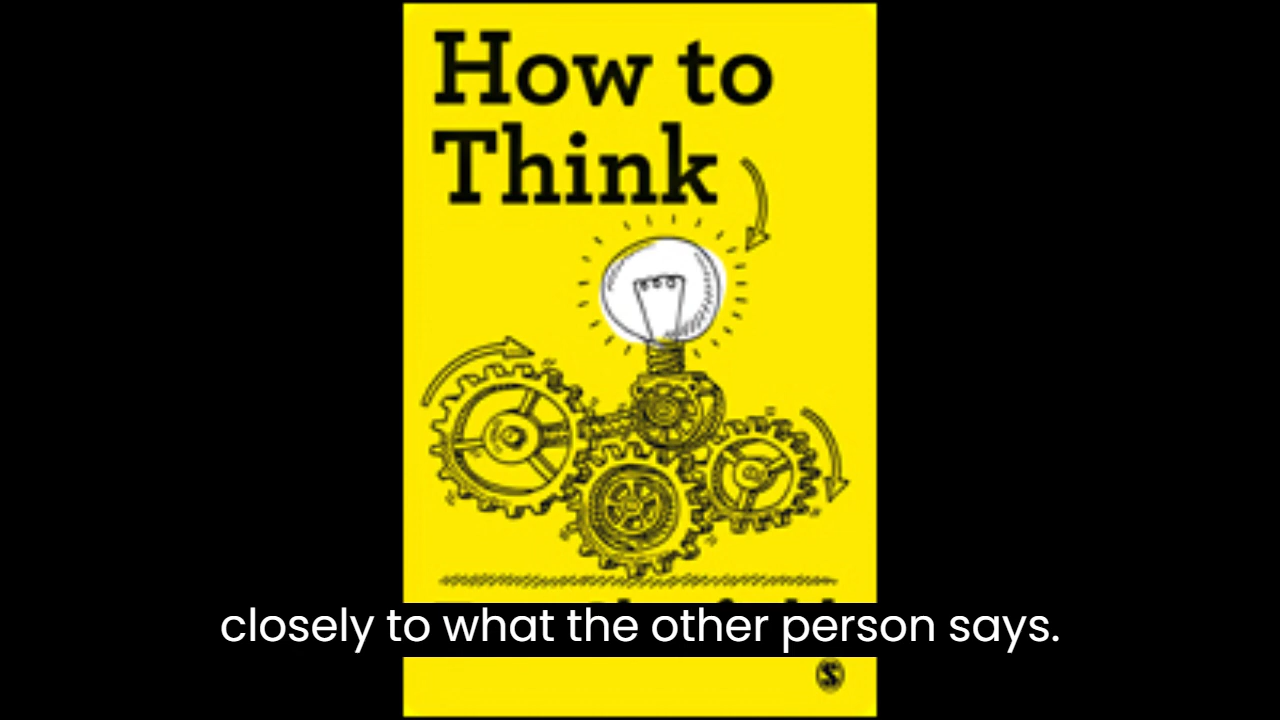 How to
Think
closely to what the other person says.